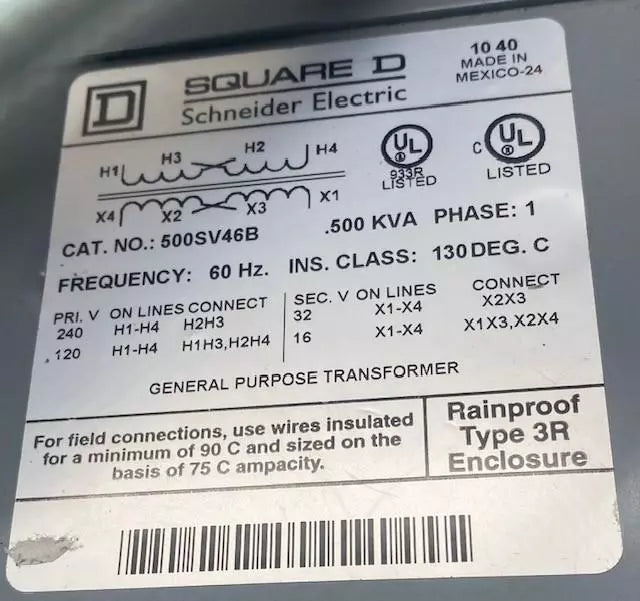 D SQUARE D
Schneider Electric
10 40
MADE IN
MEXICO-24
H1 H3 H2 H4
X4 X2 X3 X1
UL
933R
LISTED
C UL
LISTED
CAT. NO.: 500SV46B .500 KVA PHASE: 1
FREQUENCY: 60 Hz. INS. CLASS: 130 DEG. C
PRI. V ON LINES CONNECT
240 H1-H4 H2H3
.120 H1-H4 H1H3,H2H4
SEC. V ON LINES CONNECT
32 X1-X4 X2X3
16 X1-X4 X1X3,X2X4
GENERAL PURPOSE TRANSFORMER
For field connections, use wires insulated
for a minimum of 90 C and sized on the
basis of 75 C ampacity.
Rainproof
Type 3R
Enclosure